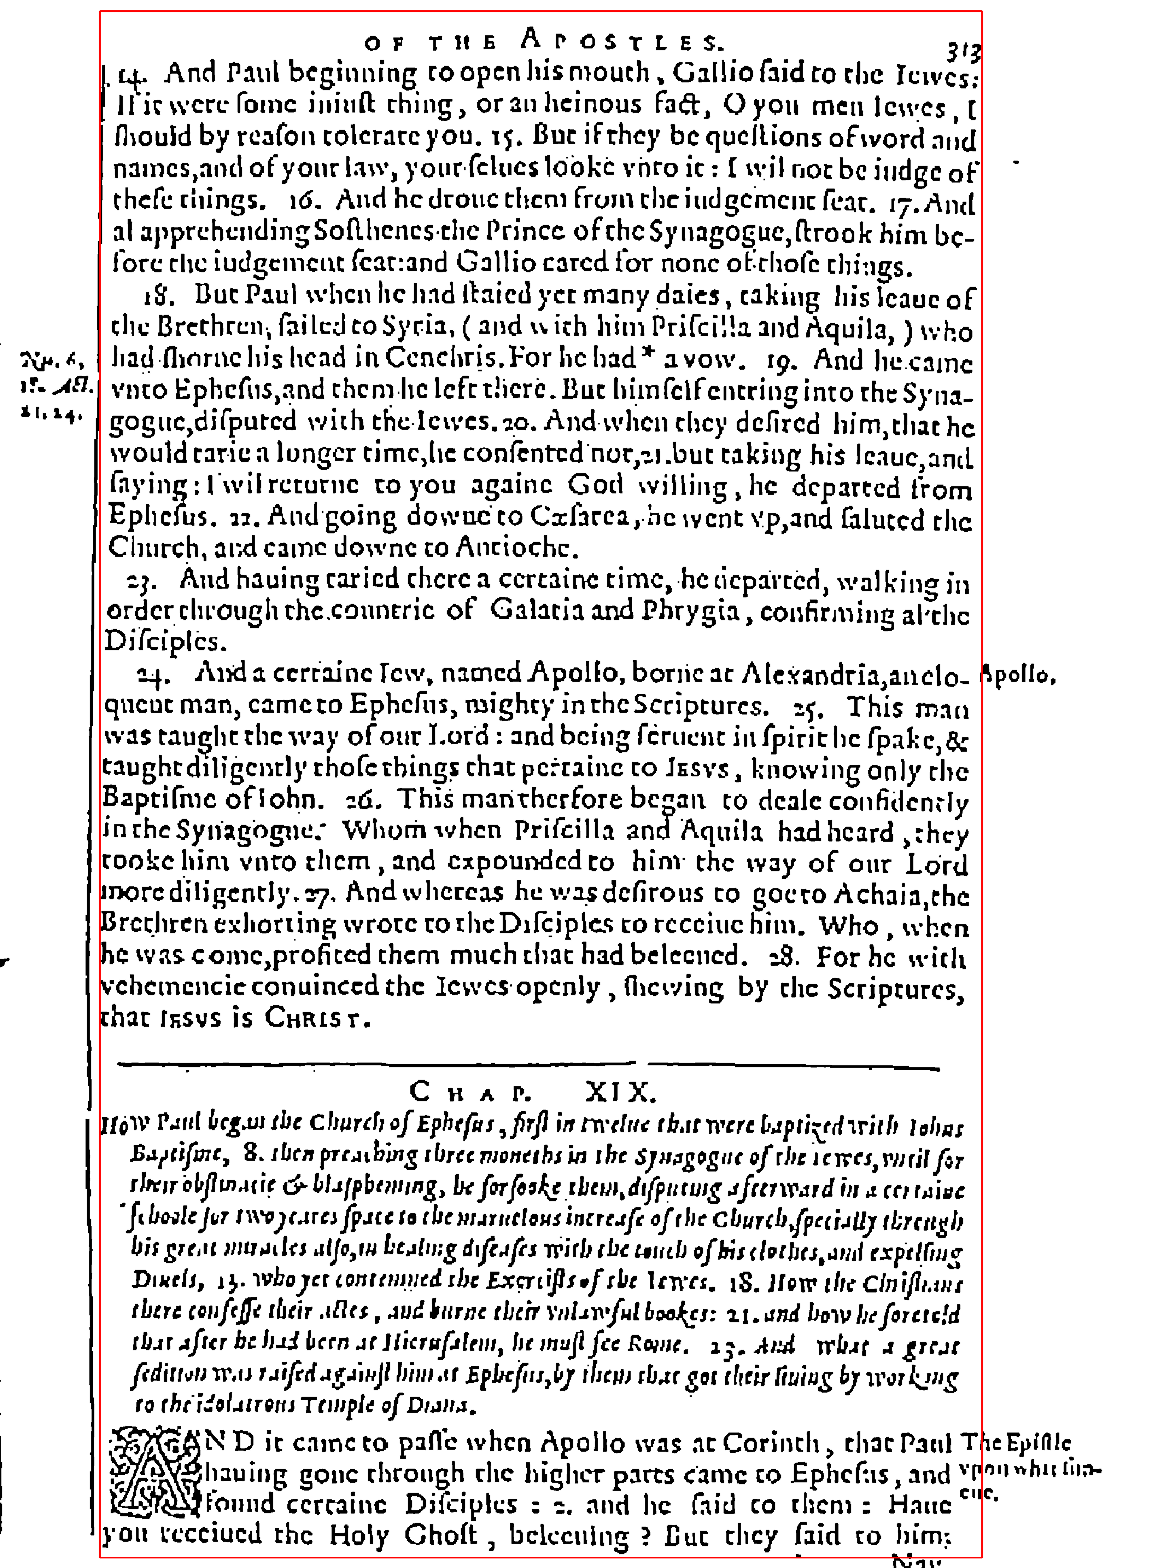 OF THE APOSTLES.
313
14. And Paul beginning to open his mouth, Gallio ſaid to the Iewes:
If it were ſome iniuſt thing, or an heinous fact, O you men Iewes, I
ſhould by reaſon tolerate you. 15. But if they be queſtions of word and
names, and of your law, your ſelues looke vnto it: I wil not be iudge of
theſe things. 16. And he droue them from the iudgement ſeat. 17. And
al apprehending Soſthenes the Prince of the Synagogue, ſtrook him be-
fore the iudgement ſeat: and Gallio cared for none of thoſe things.
18. But Paul when he had ſtaied yet many daies, taking his leaue of
the Brethren, ſailed to Syria, (and with him Priſcilla and Aquila,) who
had ſhorne his head in Cenchris. For he had * a vow. 19. And he came
vnto Epheſus, and them he left there. But himſelf entring into the Syna-
gogue, diſputed with the Iewes. 20. And when they deſired him, that he
would tarie a longer time, he conſented not, 21. but taking his leaue, and
ſaying: I wil returne to you againe God willing, he departed from
Epheſus. 22. And going downe to Cæſarea, he went vp, and ſaluted the
Church, and came downe to Antioche.
23. And hauing taried there a certaine time, he departed, walking in
order through the countrie of Galatia and Phrygia, confirming al the
Diſciples.
24. And a certaine Iew, named Apollo, borne at Alexandria, an elo-
quent man, came to Epheſus, mighty in the Scriptures. 25. This man
was taught the way of our Lord: and being feruent in ſpirit he ſpake, &
taught diligently thoſe things that pertaine to IESVS, knowing only the
Baptiſme of Iohn. 26. This man therfore began to deale confidently
in the Synagogue. Whom when Priſcilla and Aquila had heard, they
tooke him vnto them, and expounded to him the way of our Lord
more diligently. 27. And whereas he was deſirous to goe to Achaia, the
Brethren exhorting wrote to the Diſciples to receiue him. Who, when
he was come, profited them much that had beleeued. 28. For he with
vehemencie conuinced the Iewes openly, ſhewing by the Scriptures,
that IESVS is CHRIST.
Nu. 6,
18. Act.
21, 24.
Apollo.
CHAP. XIX.
How Paul began the Church of Epheſus, firſt in twelue that were baptized with Iohns
Baptiſme, 8. then preaching three moneths in the Synagogue of the Iewes, vntil for
their obſtinatie & blaſpheming, he forſooke them, diſputing afterward in a certaine
ſchoole for two yeares ſpace to the maruelous increaſe of the Church, ſpecially through
his great miracles alſo, in healing diſeaſes with the touch of his clothes, and expelling
Diuels, 13. who yet contemned the Exorciſts of the Iewes. 18. How the Chriſtians
there confeſſe their actes, and burne their vnlawful bookes: 21. and how he foretold
that after he had been at Hieruſalem, he muſt ſee Rome. 23. And what a great
ſedition was raiſed againſt him at Epheſus, by them that got their liuing by working
to the idolatrous Temple of Diana.
AND it came to paſſe when Apollo was at Corinth, that Paul
hauing gone through the higher parts came to Epheſus, and
found certaine Diſciples: 2. and he ſaid to them: Haue
you receiued the Holy Ghoſt, beleeuing? But they ſaid to him:
The Epiſtle
vpon whitſun-
eue.
Nay